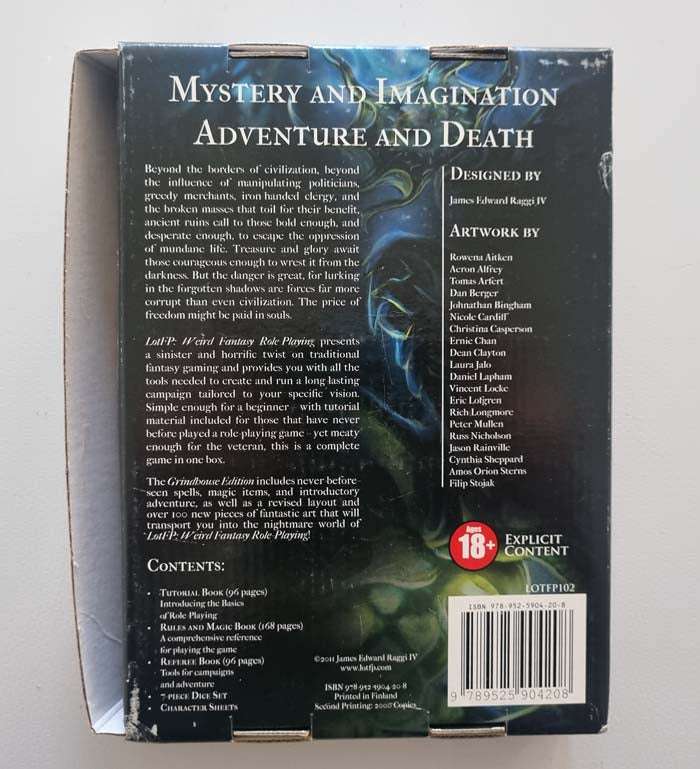 MYSTERY AND IMAGINATION
ADVENTURE AND DEATH
Beyond the borders of civilization, beyond
the influence of manipulating politicians,
greedy merchants, iron handed clergy, and
the broken masses that toil for their benefit,
ancient ruins call to those bold enough, and
desperate enough, to escape the oppression
of mundane life. Treasure and glory await
those courageous enough to wrest it from the
darkness. But the danger is great, for lurking
in the forgotten shadows are forces far more
corrupt than even civilization. The price of
freedom might be paid in souls.
LotFP: Weird Fantasy Role-Playing presents
a sinister and horrific twist on traditional
fantasy gaming and provides you with all the
tools needed to create and run a long lasting
campaign tailored to your specific vision.
Simple enough for a beginner – with tutorial
material included for those that have never
before played a role-playing game – yet meaty
enough for the veteran, this is a complete
game in one box.
The Grindhouse Edition includes never-before-
seen spells, magic items, and introductory
adventure, as well as a revised layout and
over 100 new pieces of fantastic art that will
transport you into the nightmare world of
LotFP: Weird Fantasy Role-Playing!
CONTENTS:
• TUTORIAL BOOK (96 pages)
Introducing the Basics
of Role Playing
• RULES AND MAGIC BOOK (168 pages)
A comprehensive reference
for playing the game
• REFEREE BOOK (96 pages)
Tools for campaigns
and adventure
• 7-PIECE DICE SET
• CHARACTER SHEETS
DESIGNED BY
James Edward Raggi IV
ARTWORK BY
Rowena Aitken
Aeron Alfrey
Tomas Arfert
Dan Berger
Johnathan Bingham
Nicole Cardiff
Christina Casperson
Ernie Chan
Dean Clayton
Laura Jalo
Daniel Lapham
Vincent Locke
Eric Lofgren
Rich Longmore
Peter Mullen
Russ Nicholson
Jason Rainville
Cynthia Sheppard
Amos Orion Sterns
Filip Stojak
Ages
18+
EXPLICIT
CONTENT
LOTFP102
©2011 James Edward Raggi IV
www.lotfp.com
ISBN 978-952-5904-20-8
Printed in Finland
Second Printing: 2000 Copies
ISBN 978-952-5904-20-8
9 789525 904208